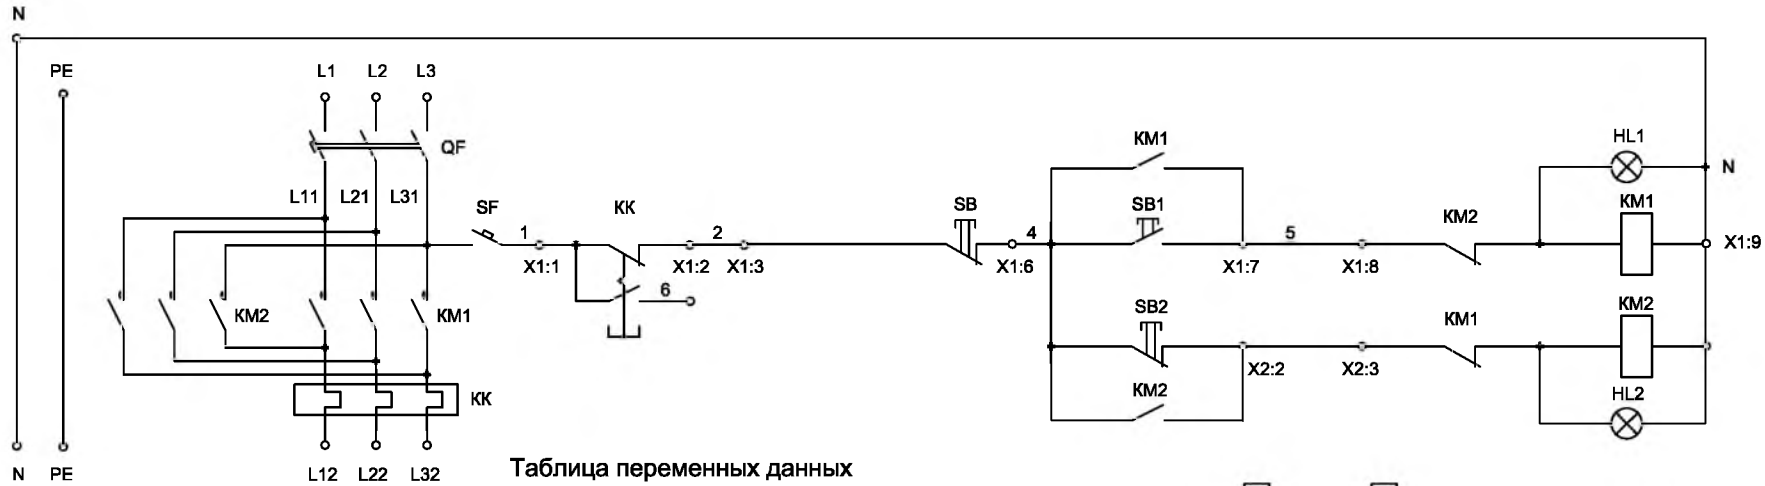 N
PE L1 L2 L3
QF
KM1 HL1
N
L11 L21 L31
SF KK SB SB1 KM2 KM1
1 2 4 5
X1:1 X1:2 X1:3 X1:6 X1:7 X1:8 X1:9
6
KM2 KM1 SB2 KM1 KM2
X2:2 X2:3
KK KM2 HL2
N PE L12 L22 L32
Таблица переменных данных